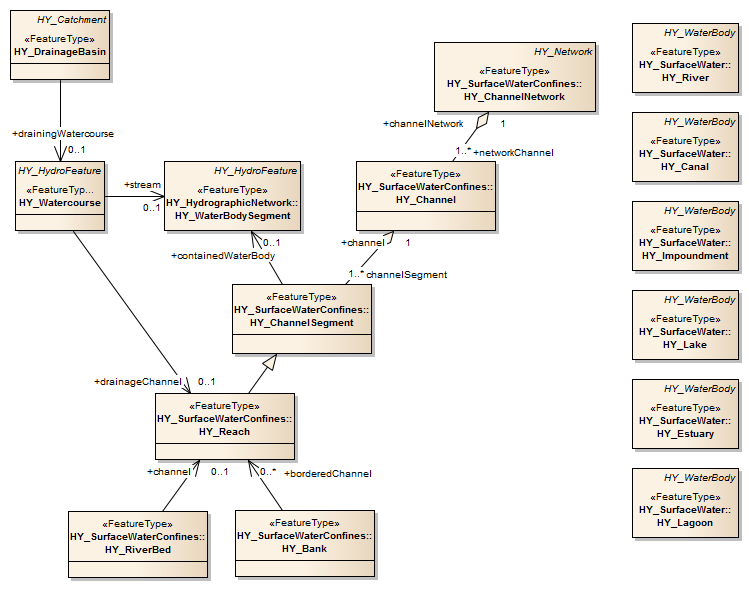 HY_Catchment
«FeatureType»
HY_DrainageBasin
+drainingWatercourse
0..1
HY_HydroFeature
«FeatureTyp...
HY_Watercourse
+stream
0..1
HY_HydroFeature
«FeatureType»
HY_HydrographicNetwork::
HY_WaterBodySegment
0..1
+containedWaterBody
HY_Network
«FeatureType»
HY_SurfaceWaterConfines::
HY_ChannelNetwork
+channelNetwork
1
1..*
+networkChannel
«FeatureType»
HY_SurfaceWaterConfines::
HY_Channel
+channel
1
1..*
channelSegment
«FeatureType»
HY_SurfaceWaterConfines::
HY_ChannelSegment
+drainageChannel
0..1
«FeatureType»
HY_SurfaceWaterConfines::
HY_Reach
+channel
0..1
0..*
+borderedChannel
«FeatureType»
HY_SurfaceWaterConfines::
HY_RiverBed
«FeatureType»
HY_SurfaceWaterConfines::
HY_Bank
HY_WaterBody
«FeatureType»
HY_SurfaceWater::
HY_River
HY_WaterBody
«FeatureType»
HY_SurfaceWater::
HY_Canal
HY_WaterBody
«FeatureType»
HY_SurfaceWater::
HY_Impoundment
HY_WaterBody
«FeatureType»
HY_SurfaceWater::
HY_Lake
HY_WaterBody
«FeatureType»
HY_SurfaceWater::
HY_Estuary
HY_WaterBody
«FeatureType»
HY_SurfaceWater::
HY_Lagoon